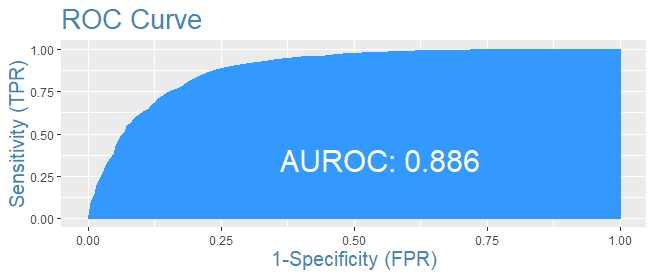 ROC Curve
Sensitivity (TPR)
1.00
0.75
0.50
0.25
0.00
AUROC: 0.886
0.00 0.25 0.50 0.75 1.00
1-Specificity (FPR)